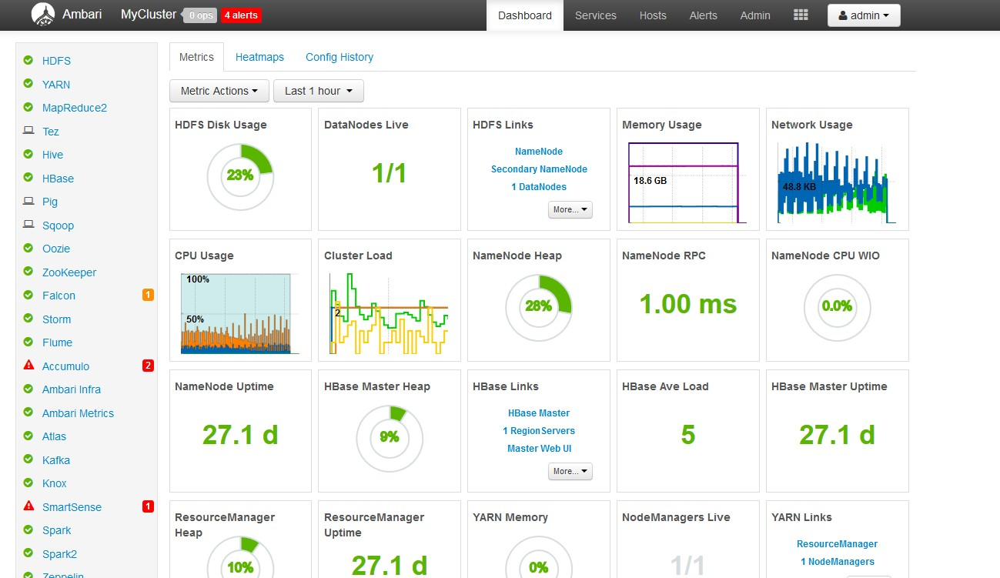 Ambari MyCluster 0 ops 4 alerts Dashboard Services Hosts Alerts Admin admin
HDFS
YARN
MapReduce2
Tez
Hive
HBase
Pig
Sqoop
Oozie
ZooKeeper
Falcon 1
Storm
Flume
Accumulo 2
Ambari Infra
Ambari Metrics
Atlas
Kafka
Knox
SmartSense 1
Spark
Spark2
Zeppelin
Metrics Heatmaps Config History
Metric Actions Last 1 hour
HDFS Disk Usage
23%
DataNodes Live
1/1
HDFS Links
NameNode
Secondary NameNode
1 DataNodes
More...
Memory Usage
18.6 GB
Network Usage
48.8 KB
CPU Usage
100%
50%
Cluster Load
2
NameNode Heap
28%
NameNode RPC
1.00 ms
NameNode CPU WIO
0.0%
NameNode Uptime
27.1 d
HBase Master Heap
9%
HBase Links
HBase Master
1 RegionServers
Master Web UI
More...
HBase Ave Load
5
HBase Master Uptime
27.1 d
ResourceManager
Heap
10%
ResourceManager
Uptime
27.1 d
YARN Memory
0%
NodeManagers Live
1/1
YARN Links
ResourceManager
1 NodeManagers